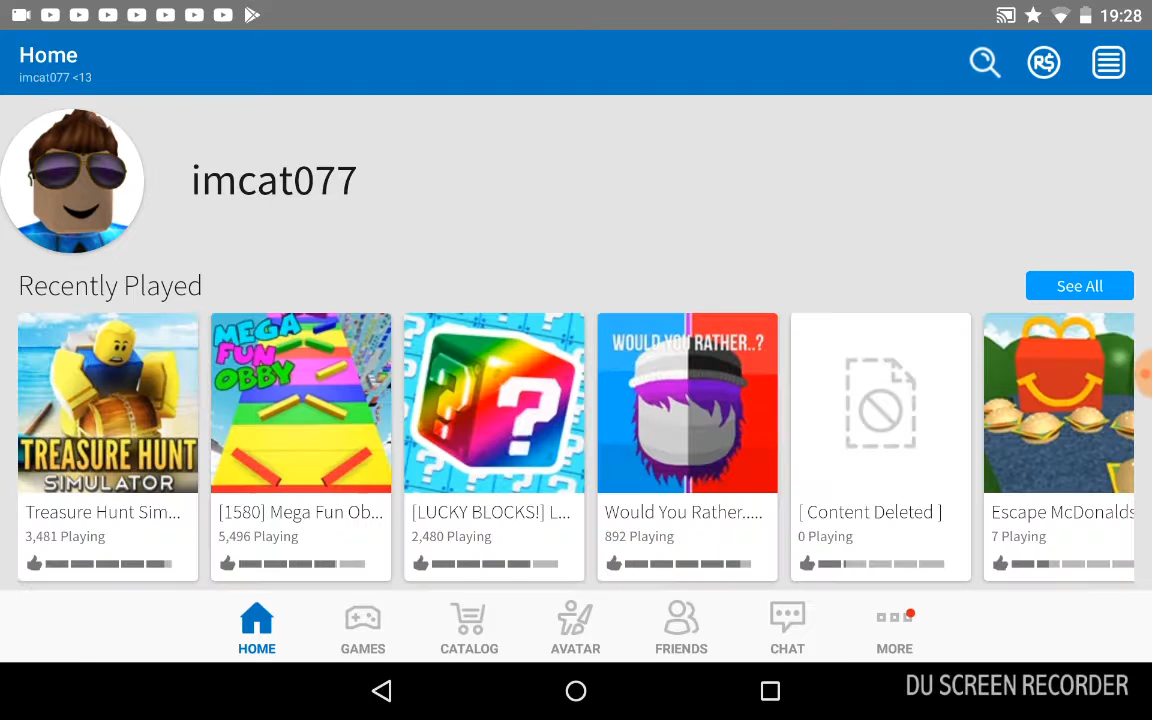 19:28
Home
imcat077 <13
R$
imcat077
Recently Played
See All
TREASURE HUNT
SIMULATOR
MEGA
FUN
OBBY
WOULD YOU RATHER..?
Treasure Hunt Sim...
[1580] Mega Fun Ob...
[LUCKY BLOCKS!] L...
Would You Rather.....
[ Content Deleted ]
Escape McDonalds
3,481 Playing
5,496 Playing
2,480 Playing
892 Playing
0 Playing
7 Playing
HOME
GAMES
CATALOG
AVATAR
FRIENDS
CHAT
MORE
DU SCREEN RECORDER